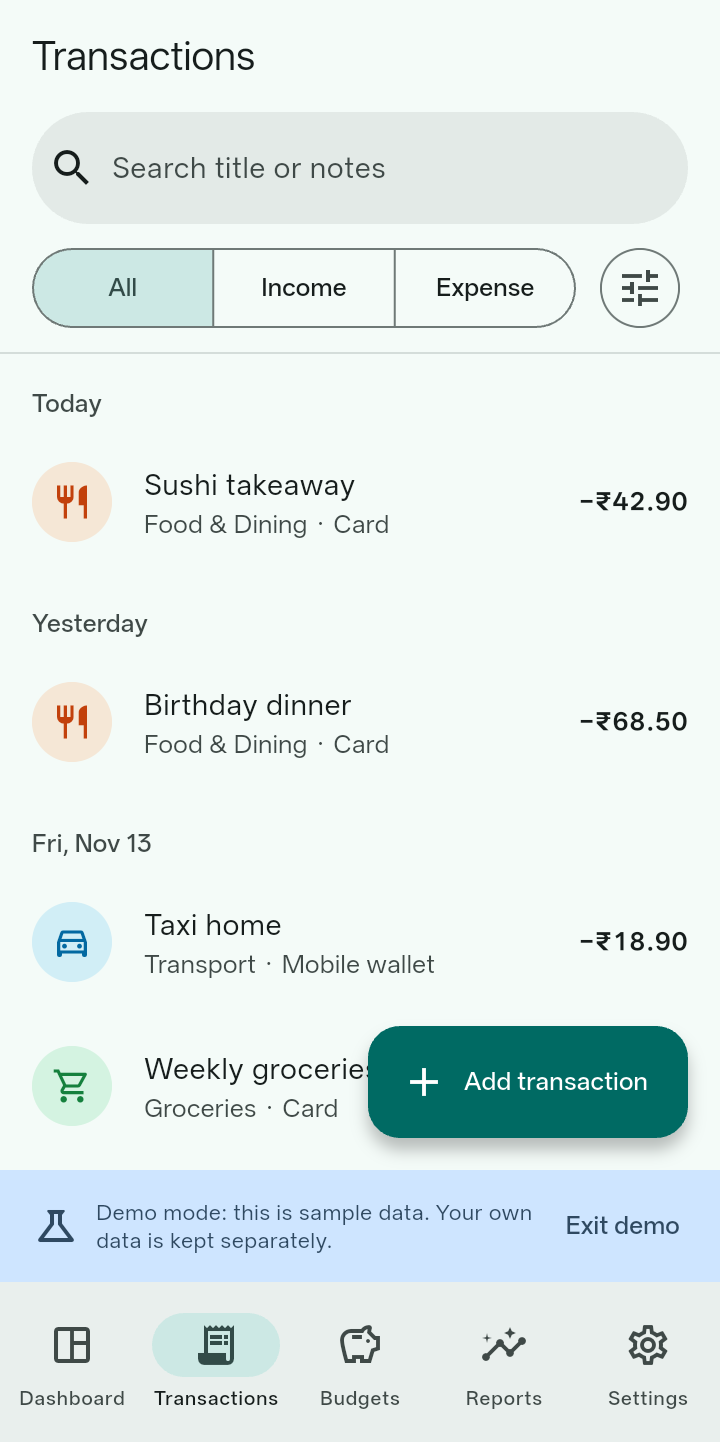 Transactions
Search title or notes
All
Income
Expense
Today
Sushi takeaway
−₹42.90
Food & Dining · Card
Yesterday
Birthday dinner
−₹68.50
Food & Dining · Card
Fri, Nov 13
Taxi home
−₹18.90
Transport · Mobile wallet
Weekly groceries
Groceries · Card
Add transaction
Demo mode: this is sample data. Your own
data is kept separately.
Exit demo
Dashboard
Transactions
Budgets
Reports
Settings